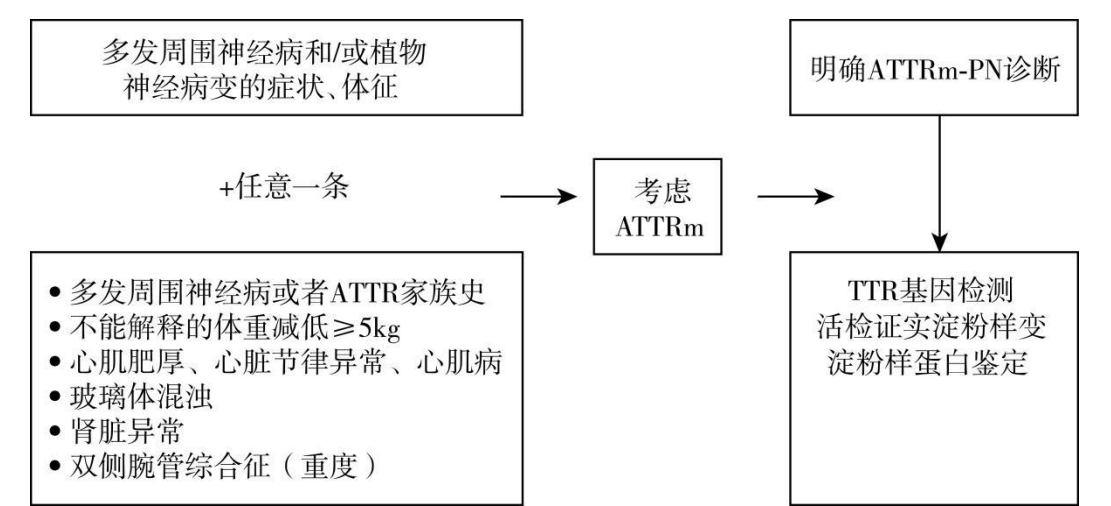 多发周围神经病和/或植物
神经病变的症状、体征
+任意一条
• 多发周围神经病或者ATTR家族史
• 不能解释的体重减低≥5kg
• 心肌肥厚、心脏节律异常、心肌病
• 玻璃体混浊
• 肾脏异常
• 双侧腕管综合征（重度）
考虑
ATTRm
明确ATTRm-PN诊断
TTR基因检测
活检证实淀粉样变
淀粉样蛋白鉴定